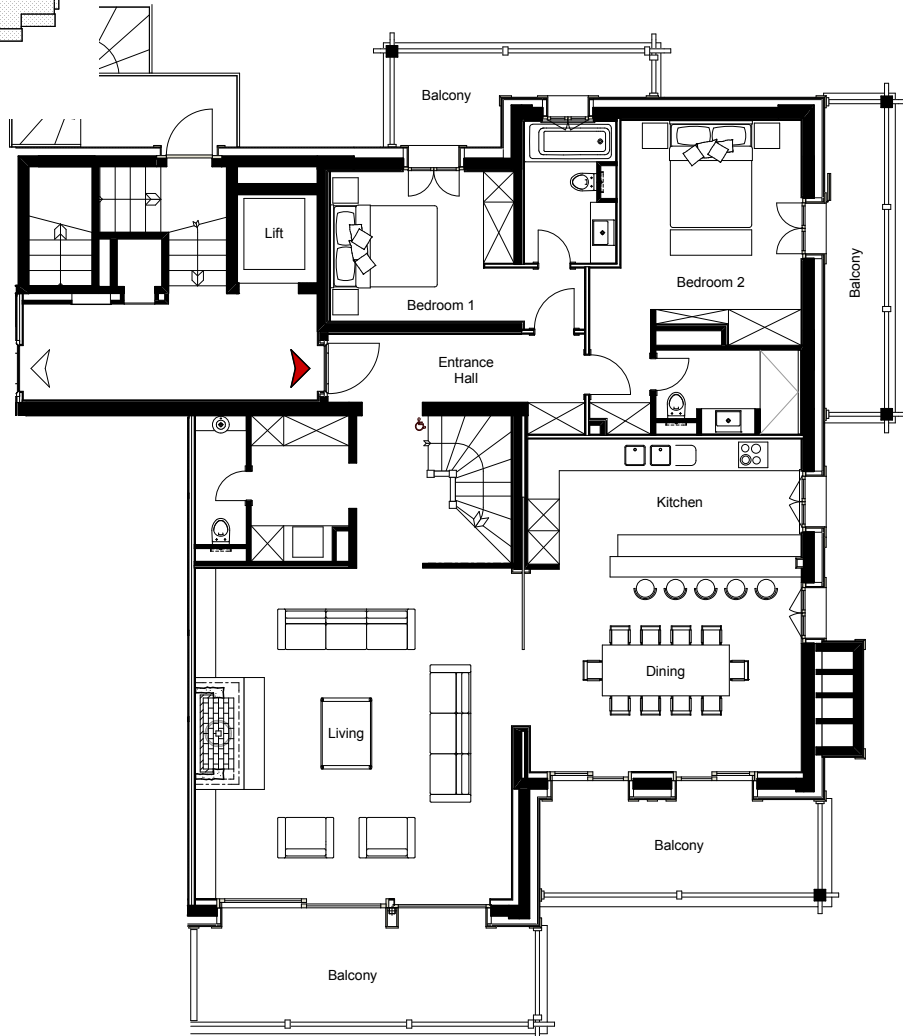 Balcony
Lift
Bedroom 1
Bedroom 2
Balcony
Entrance
Hall
Kitchen
Dining
Living
Balcony
Balcony